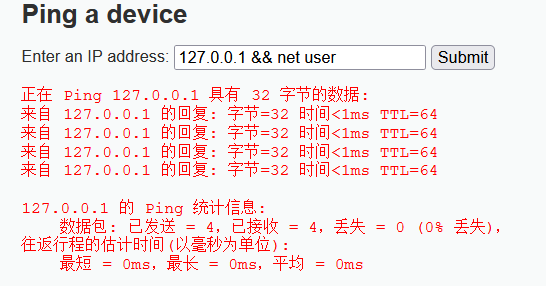 Ping a device
Enter an IP address: 127.0.0.1 && net user Submit
正在 Ping 127.0.0.1 具有 32 字节的数据:
来自 127.0.0.1 的回复: 字节=32 时间<1ms TTL=64
来自 127.0.0.1 的回复: 字节=32 时间<1ms TTL=64
来自 127.0.0.1 的回复: 字节=32 时间<1ms TTL=64
来自 127.0.0.1 的回复: 字节=32 时间<1ms TTL=64
127.0.0.1 的 Ping 统计信息:
数据包: 已发送 = 4，已接收 = 4，丢失 = 0 (0% 丢失)，
往返行程的估计时间(以毫秒为单位):
最短 = 0ms，最长 = 0ms，平均 = 0ms